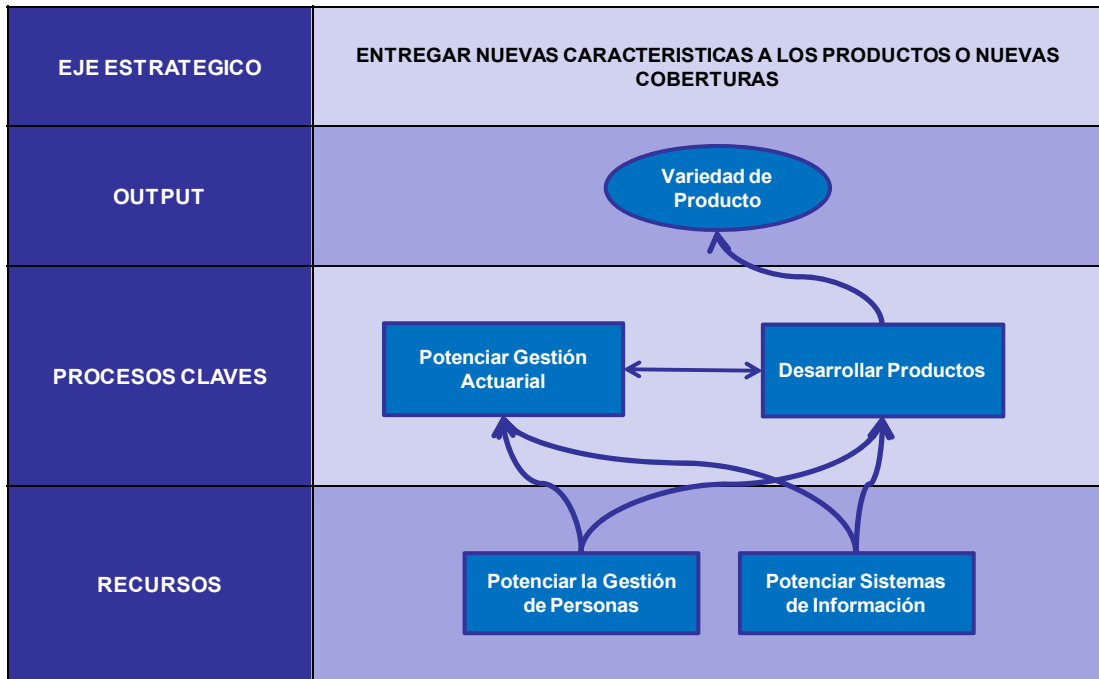 EJE ESTRATEGICO
ENTREGAR NUEVAS CARACTERISTICAS A LOS PRODUCTOS O NUEVAS
COBERTURAS
OUTPUT
Variedad de
Producto
PROCESOS CLAVES
Potenciar Gestión
Actuarial
Desarrollar Productos
RECURSOS
Potenciar la Gestión
de Personas
Potenciar Sistemas
de Información